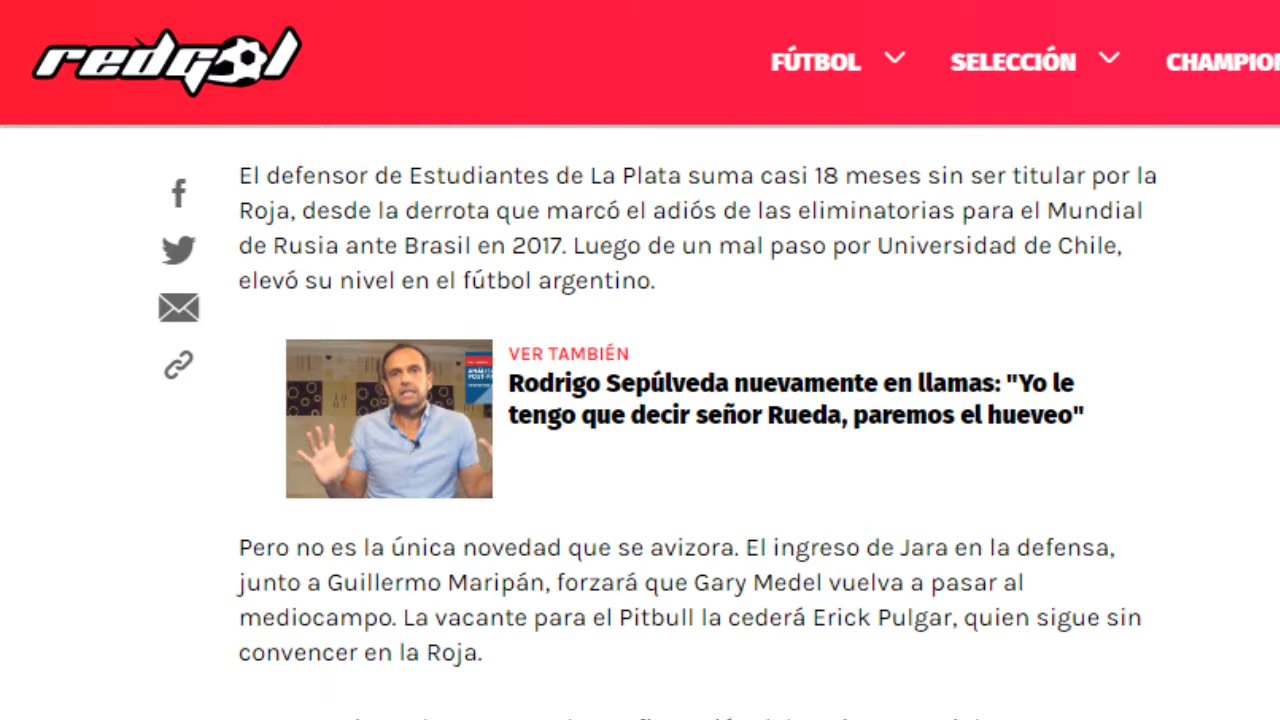 redgol
FÚTBOL
SELECCIÓN
CHAMPION
El defensor de Estudiantes de La Plata suma casi 18 meses sin ser titular por la
Roja, desde la derrota que marcó el adiós de las eliminatorias para el Mundial
de Rusia ante Brasil en 2017. Luego de un mal paso por Universidad de Chile,
elevó su nivel en el fútbol argentino.
VER TAMBIÉN
Rodrigo Sepúlveda nuevamente en llamas: "Yo le
tengo que decir señor Rueda, paremos el hueveo"
Pero no es la única novedad que se avizora. El ingreso de Jara en la defensa,
junto a Guillermo Maripán, forzará que Gary Medel vuelva a pasar al
mediocampo. La vacante para el Pitbull la cederá Erick Pulgar, quien sigue sin
convencer en la Roja.